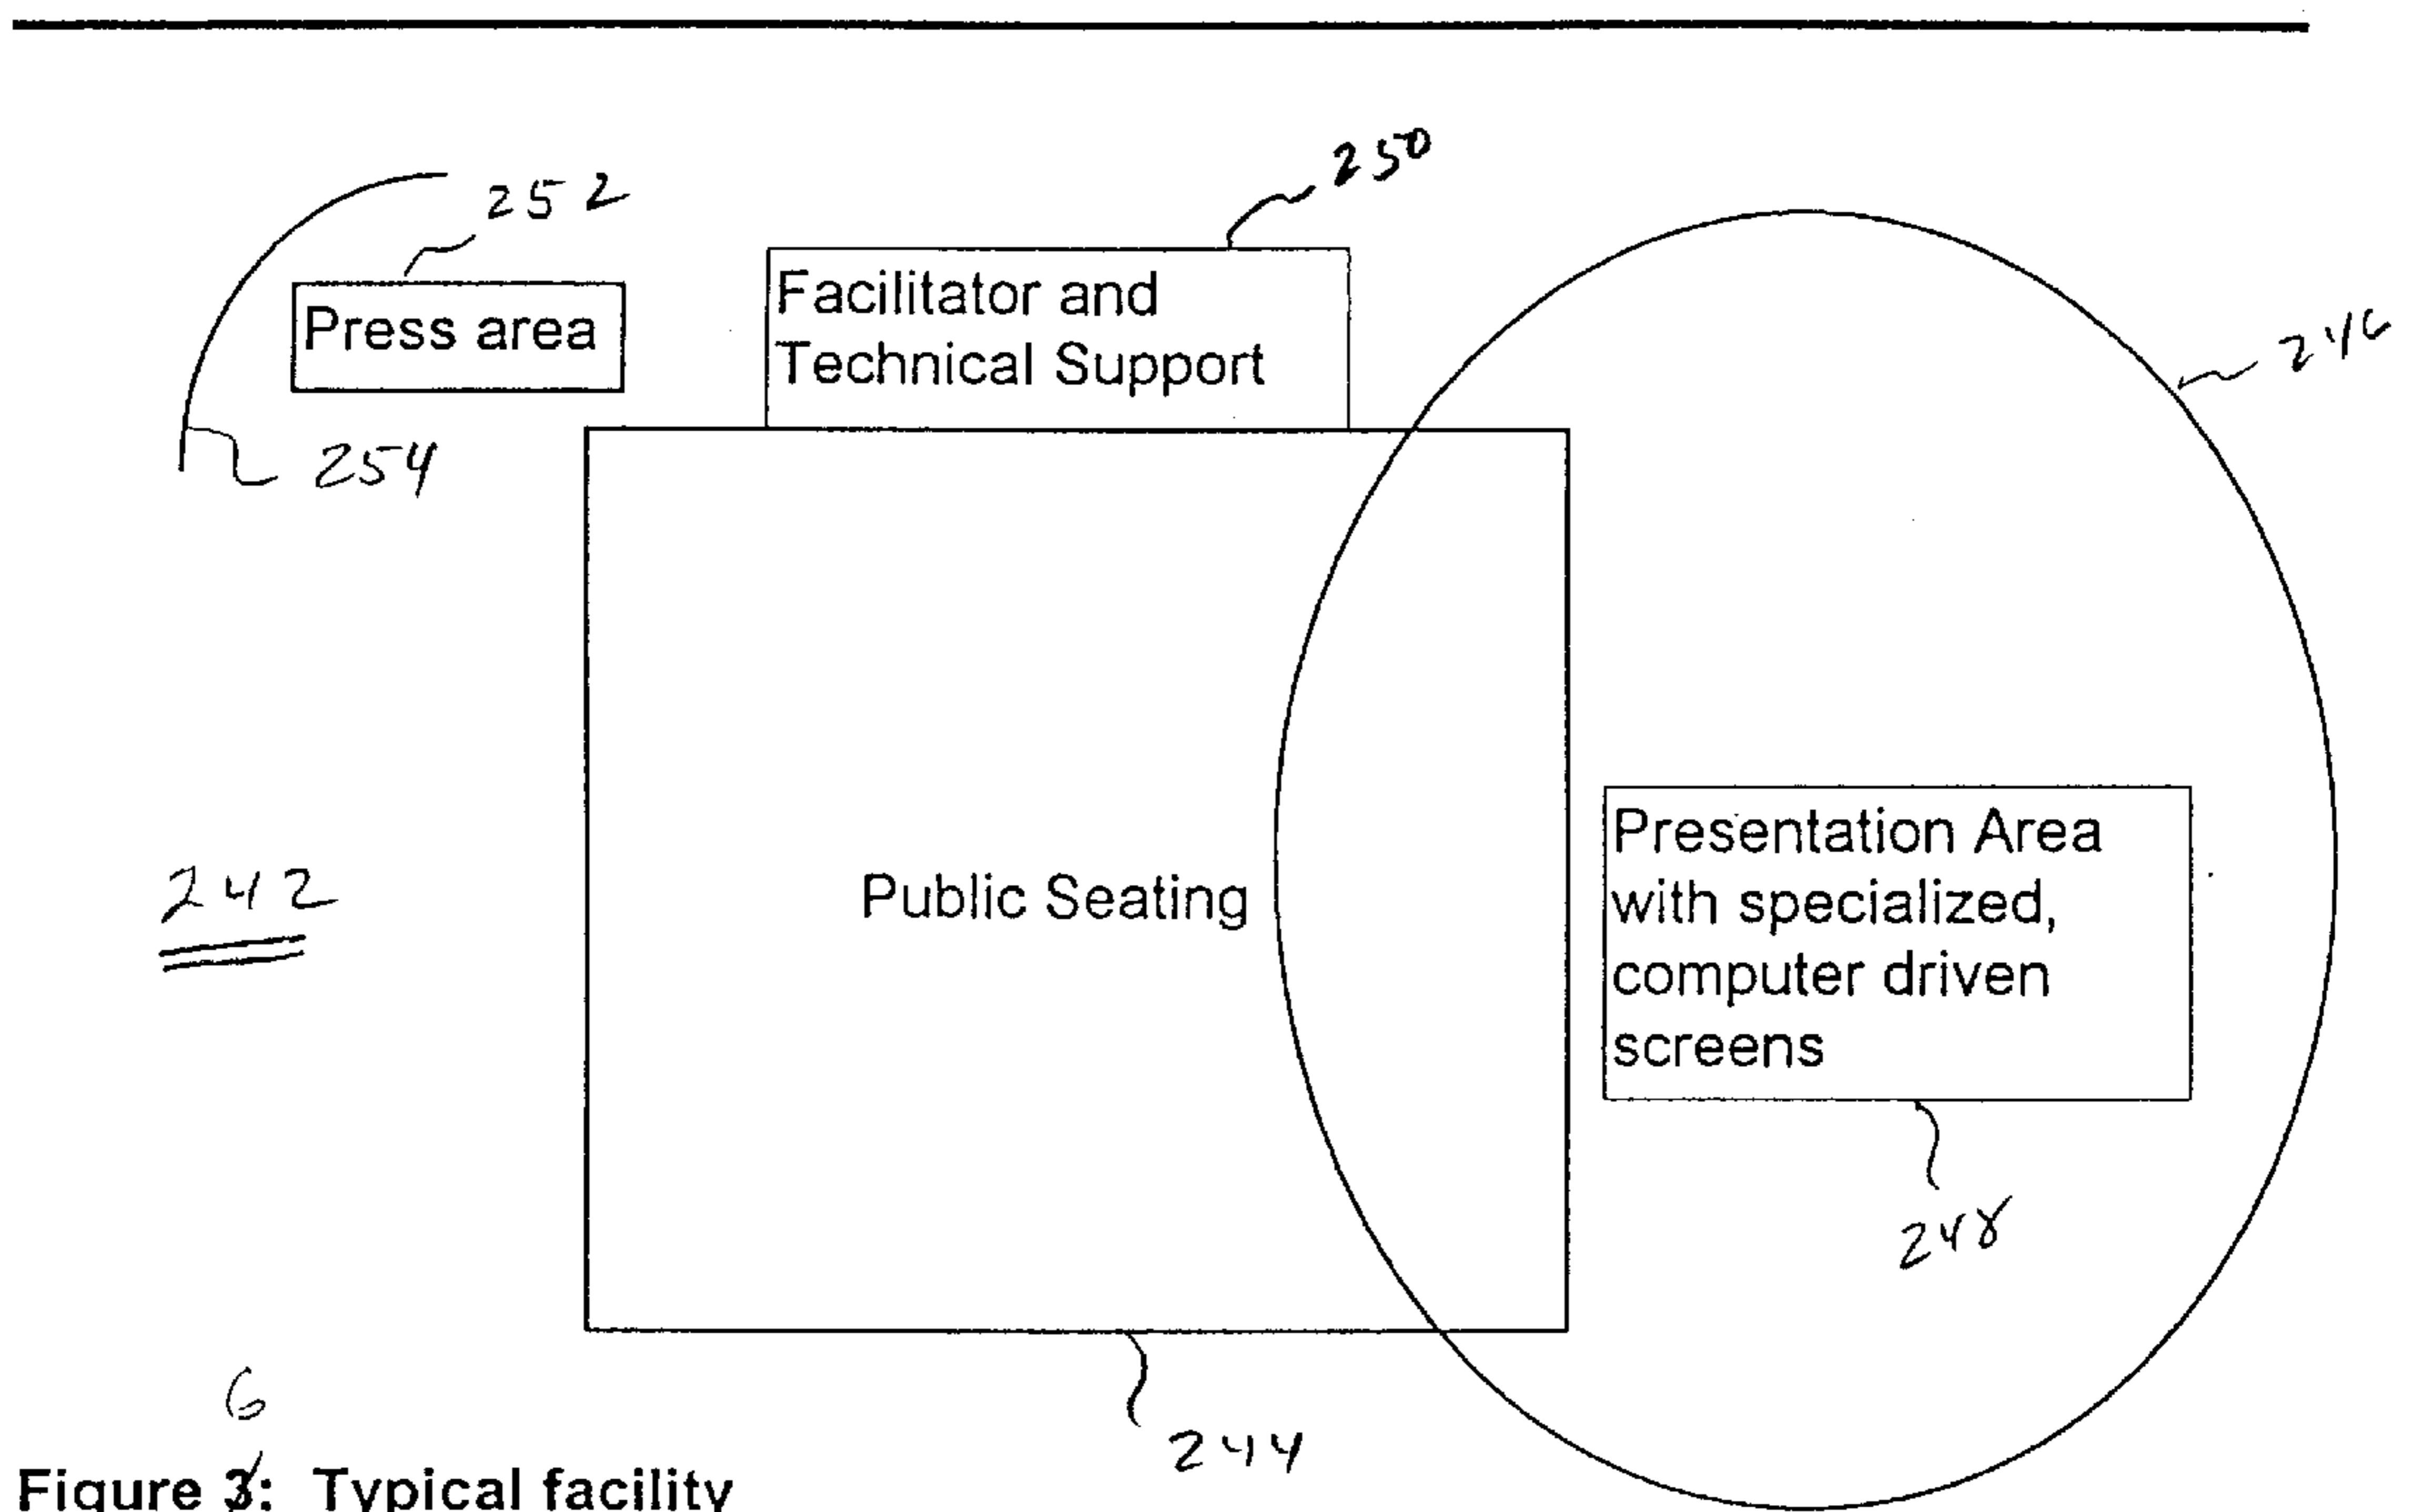 250
252
Facilitator and
Technical Support
Press area
246
254
Presentation Area
with specialized,
computer driven
screens
Public Seating
242
248
6
244
Figure 3: Typical facility